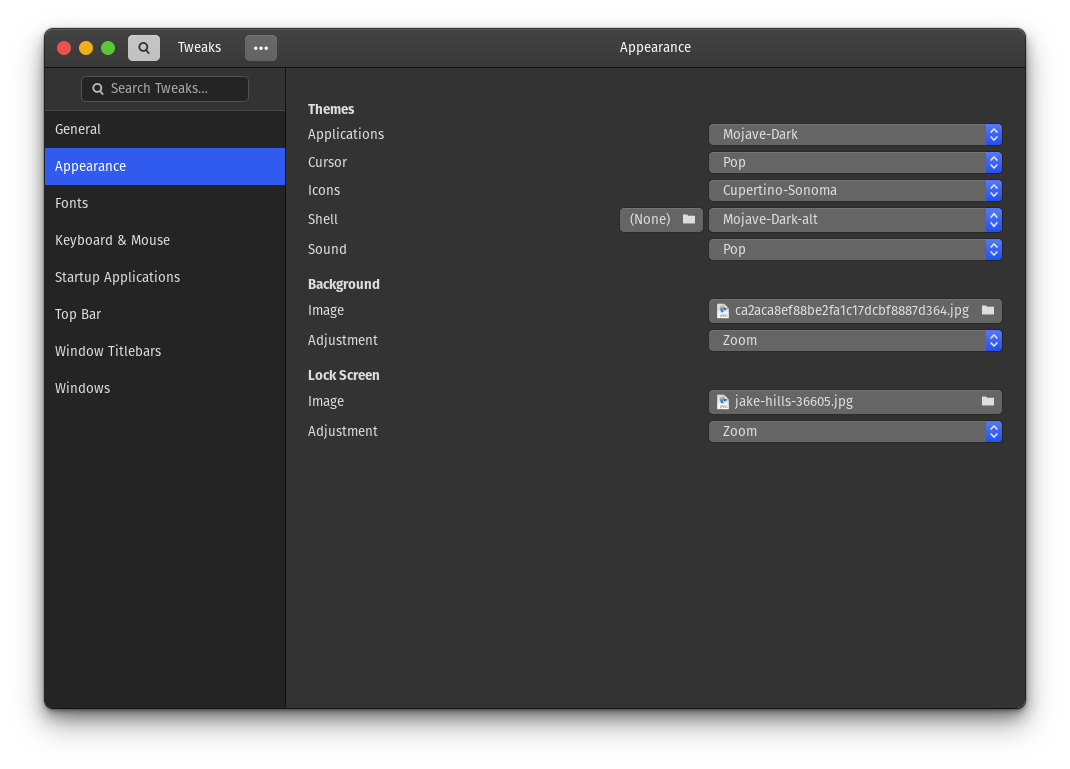 Tweaks
Appearance
Search Tweaks...
General
Appearance
Fonts
Keyboard & Mouse
Startup Applications
Top Bar
Window Titlebars
Windows
Themes
Applications Mojave-Dark
Cursor Pop
Icons Cupertino-Sonoma
Shell (None) Mojave-Dark-alt
Sound Pop
Background
Image ca2aca8ef88be2fa1c17dcbf8887d364.jpg
Adjustment Zoom
Lock Screen
Image jake-hills-36605.jpg
Adjustment Zoom